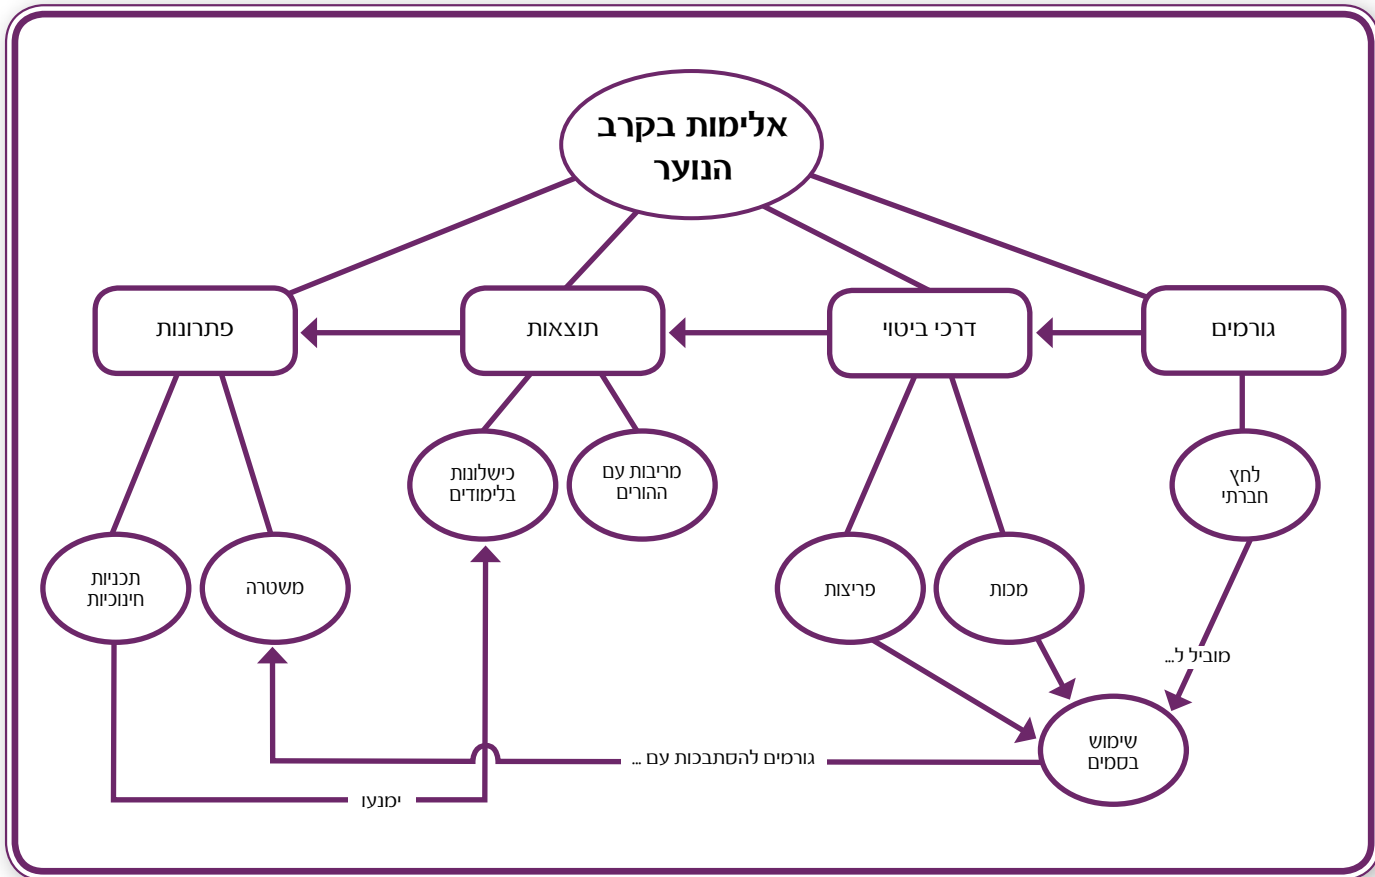 אלימות בקרב
הנוער
גורמים
דרכי ביטוי
תוצאות
פתרונות
לחץ
חברתי
מריבות עם
ההורים
כישלונות
בלימודים
מכות
פריצות
משטרה
תכניות
חינוכיות
מוביל ל...
שימוש
בסמים
גורמים להסתבכות עם ...
ימנעו